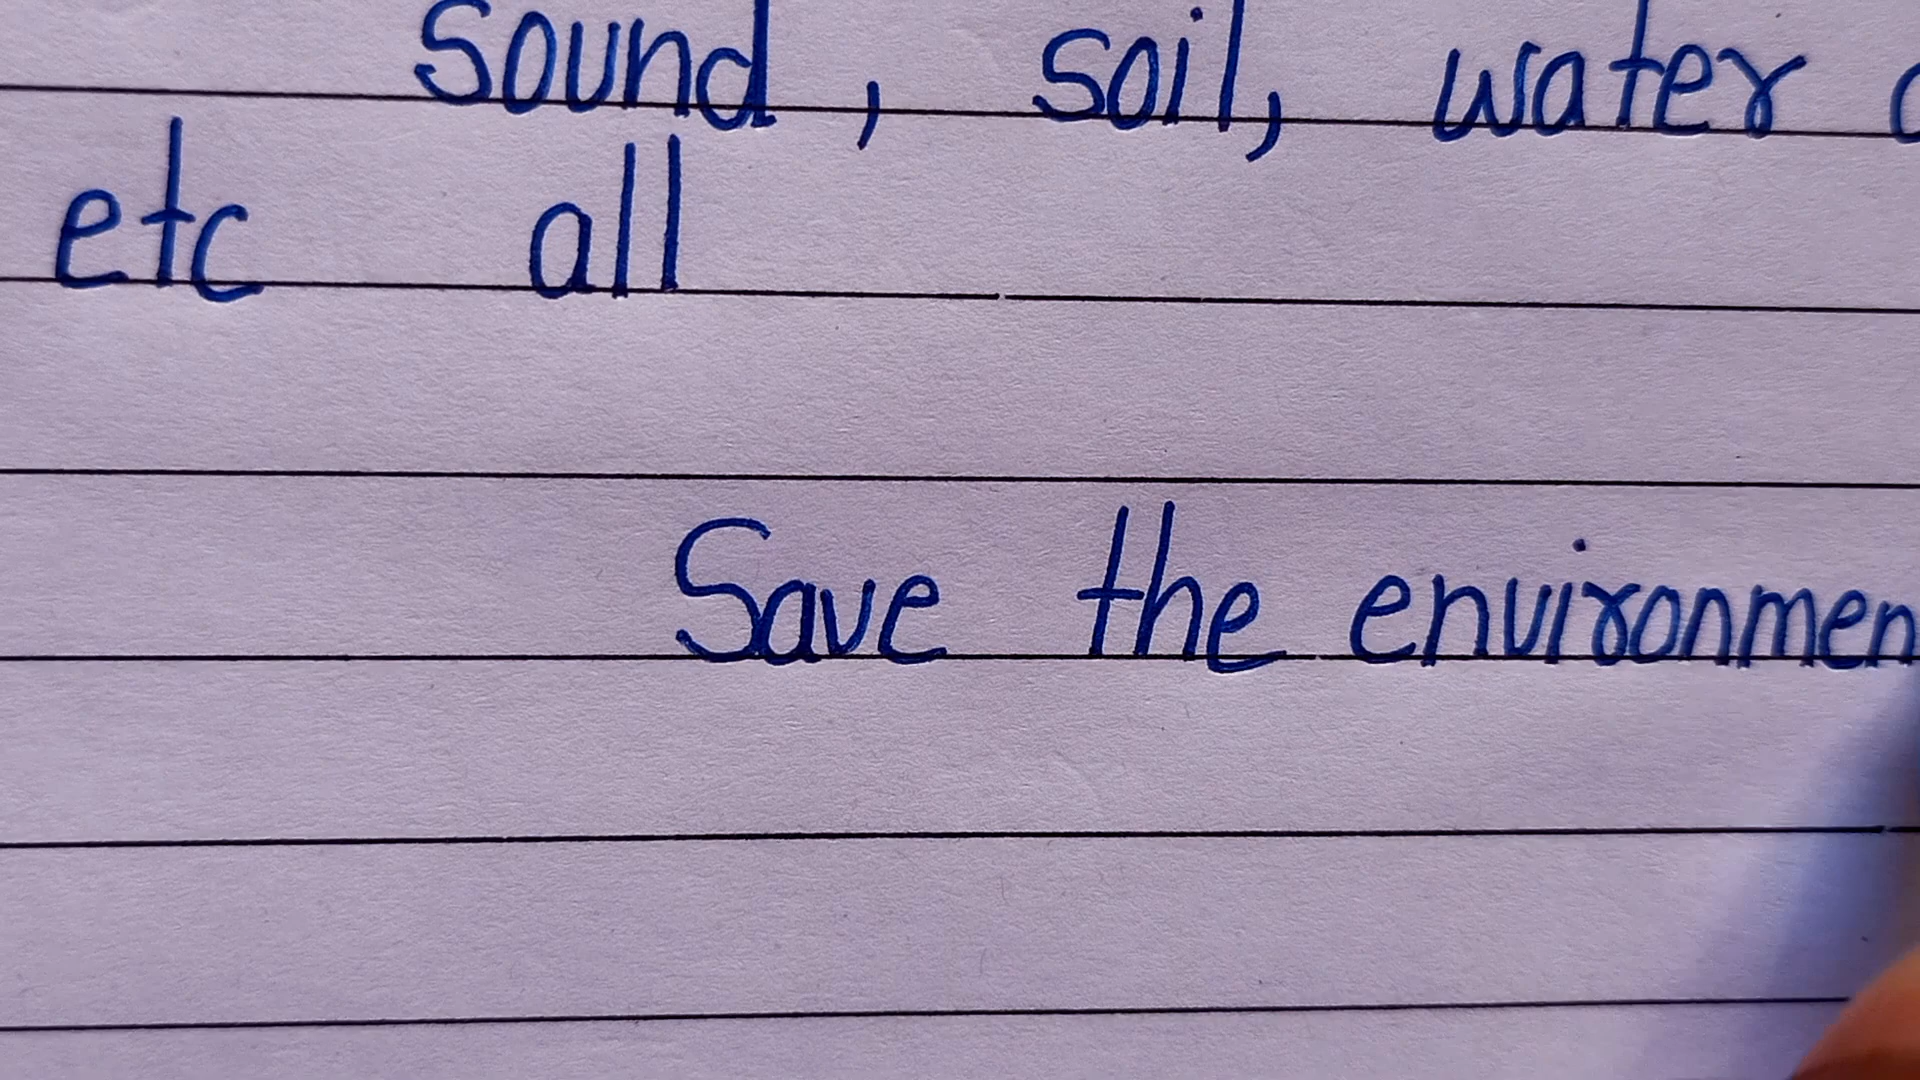 Sound, soil, water
etc all
Save the environmen